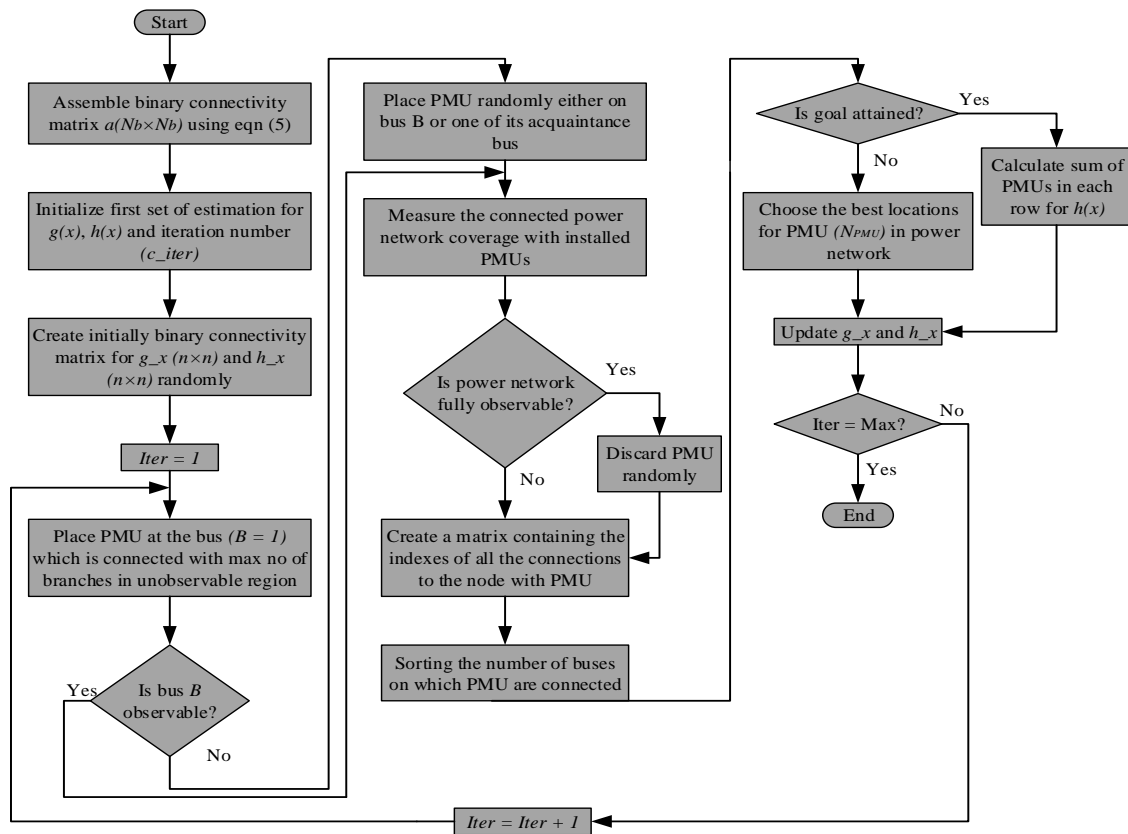 Start
Assemble binary connectivity
matrix a(Nb×Nb) using eqn (5)
Initialize first set of estimation for
g(x), h(x) and iteration number
(c_iter)
Create initially binary connectivity
matrix for g_x (n×n) and h_x
(n×n) randomly
Iter = 1
Place PMU at the bus (B = 1)
which is connected with max no of
branches in unobservable region
Is bus B
observable?
Yes
No
Place PMU randomly either on
bus B or one of its acquaintance
bus
Measure the connected power
network coverage with installed
PMUs
Is power network
fully observable?
Yes
No
Discard PMU
randomly
Create a matrix containing the
indexes of all the connections
to the node with PMU
Sorting the number of buses
on which PMU are connected
Is goal attained?
Yes
No
Calculate sum of
PMUs in each
row for h(x)
Choose the best locations
for PMU (NPMU) in power
network
Update g_x and h_x
Iter = Max?
No
Yes
End
Iter = Iter + 1